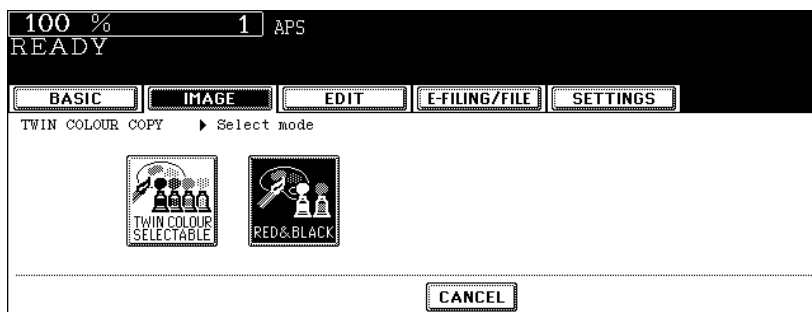 100 % 1 APS
READY
BASIC IMAGE EDIT E-FILING/FILE SETTINGS
TWIN COLOUR COPY ▶ Select mode
TWIN COLOUR
SELECTABLE
RED&BLACK
CANCEL